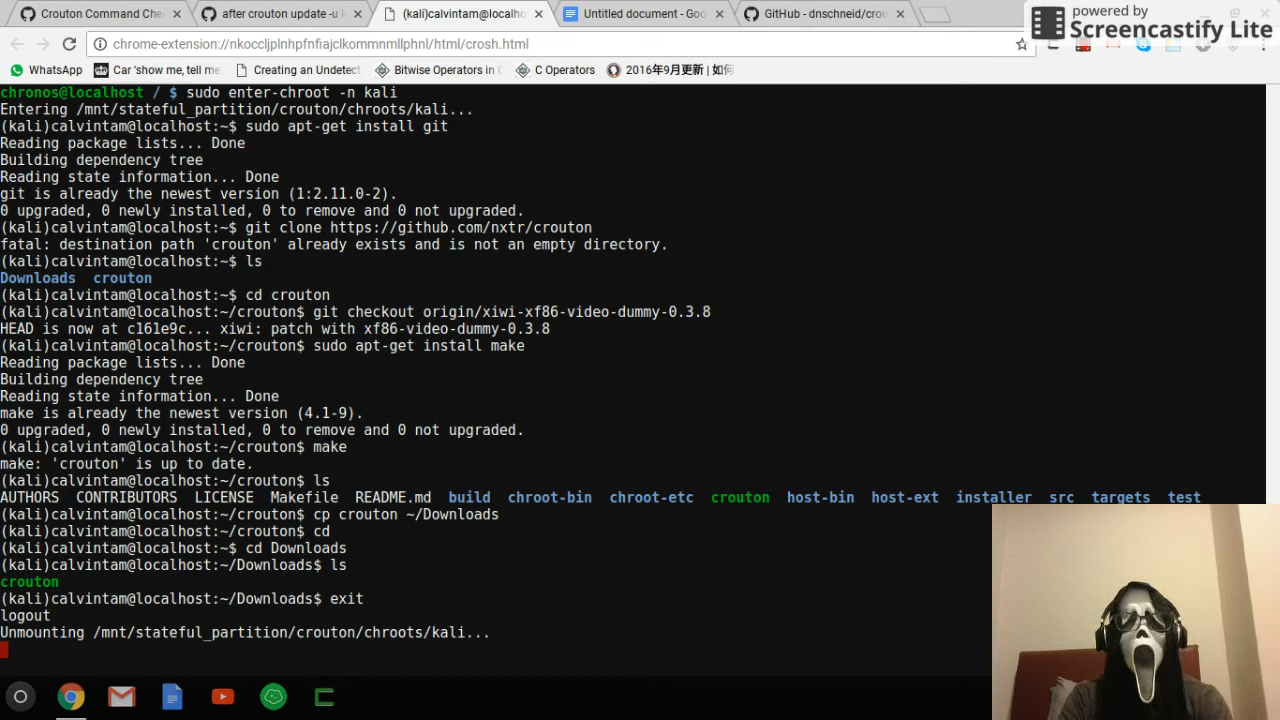 Crouton Command Che
after crouton update -u
(kali)calvintam@localho
Untitled document - Goo
GitHub - dnschneid/crou
powered by
Screencastify Lite
chrome-extension://nkoccljplnhpfnfiajclkommnmllphnl/html/crosh.html
WhatsApp
Car 'show me, tell me
Creating an Undetect
Bitwise Operators in C
C Operators
2016年9月更新 | 如何
chronos@localhost / $ sudo enter-chroot -n kali
Entering /mnt/stateful_partition/crouton/chroots/kali...
(kali)calvintam@localhost:~$ sudo apt-get install git
Reading package lists... Done
Building dependency tree
Reading state information... Done
git is already the newest version (1:2.11.0-2).
0 upgraded, 0 newly installed, 0 to remove and 0 not upgraded.
(kali)calvintam@localhost:~$ git clone https://github.com/nxtr/crouton
fatal: destination path 'crouton' already exists and is not an empty directory.
(kali)calvintam@localhost:~$ ls
Downloads crouton
(kali)calvintam@localhost:~$ cd crouton
(kali)calvintam@localhost:~/crouton$ git checkout origin/xiwi-xf86-video-dummy-0.3.8
HEAD is now at c161e9c... xiwi: patch with xf86-video-dummy-0.3.8
(kali)calvintam@localhost:~/crouton$ sudo apt-get install make
Reading package lists... Done
Building dependency tree
Reading state information... Done
make is already the newest version (4.1-9).
0 upgraded, 0 newly installed, 0 to remove and 0 not upgraded.
(kali)calvintam@localhost:~/crouton$ make
make: 'crouton' is up to date.
(kali)calvintam@localhost:~/crouton$ ls
AUTHORS CONTRIBUTORS LICENSE Makefile README.md build chroot-bin chroot-etc crouton host-bin host-ext installer src targets test
(kali)calvintam@localhost:~/crouton$ cp crouton ~/Downloads
(kali)calvintam@localhost:~/crouton$ cd
(kali)calvintam@localhost:~$ cd Downloads
(kali)calvintam@localhost:~/Downloads$ ls
crouton
(kali)calvintam@localhost:~/Downloads$ exit
logout
Unmounting /mnt/stateful_partition/crouton/chroots/kali...